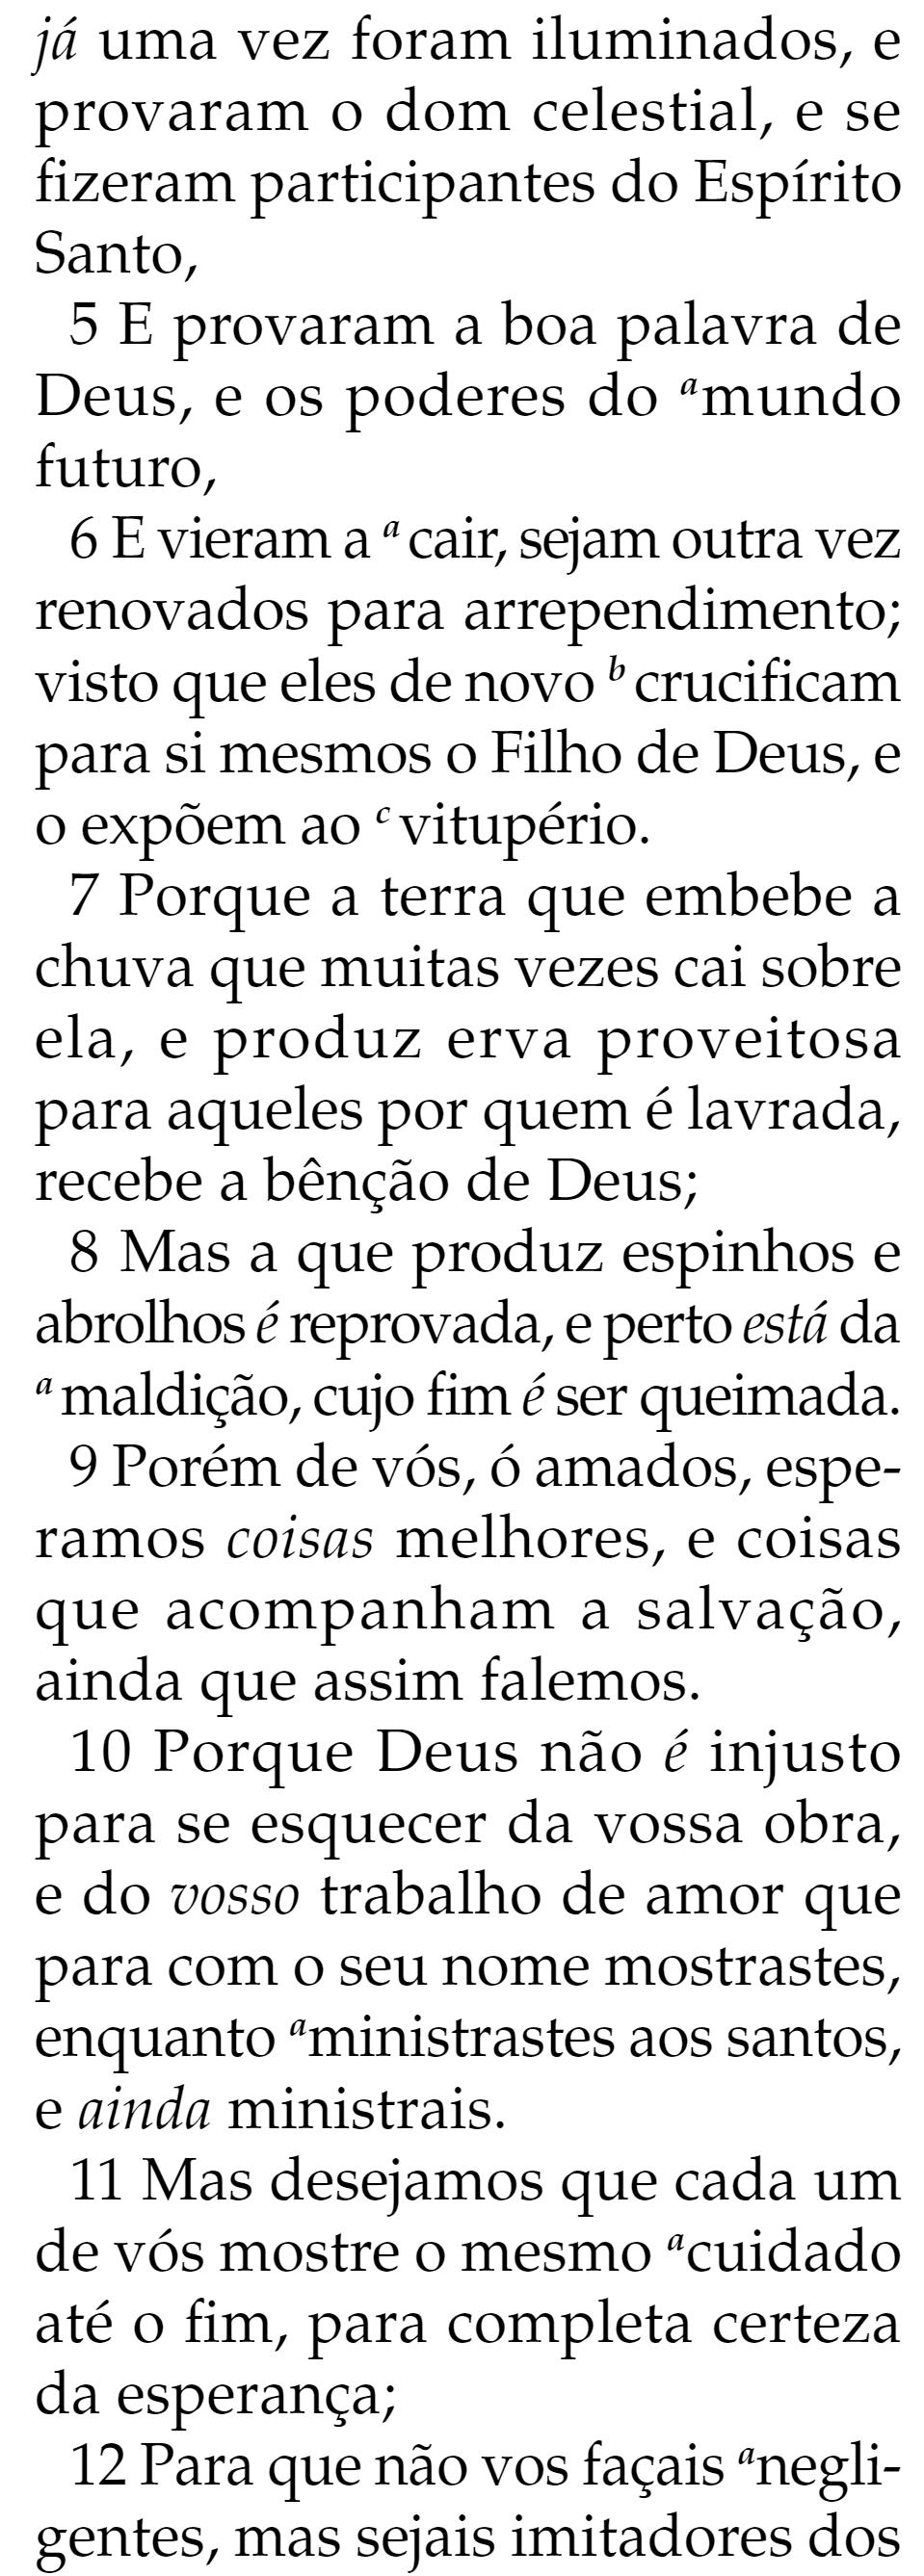 já uma vez foram iluminados, e
provaram o dom celestial, e se
fizeram participantes do Espírito
Santo,
5 E provaram a boa palavra de
Deus, e os poderes do ᵃmundo
futuro,
6 E vieram a ᵃ cair, sejam outra vez
renovados para arrependimento;
visto que eles de novo ᵇ crucificam
para si mesmos o Filho de Deus, e
o expõem ao ᶜ vitupério.
7 Porque a terra que embebe a
chuva que muitas vezes cai sobre
ela, e produz erva proveitosa
para aqueles por quem é lavrada,
recebe a bênção de Deus;
8 Mas a que produz espinhos e
abrolhos é reprovada, e perto está da
ᵃ maldição, cujo fim é ser queimada.
9 Porém de vós, ó amados, espe-
ramos coisas melhores, e coisas
que acompanham a salvação,
ainda que assim falemos.
10 Porque Deus não é injusto
para se esquecer da vossa obra,
e do vosso trabalho de amor que
para com o seu nome mostrastes,
enquanto ᵃministrastes aos santos,
e ainda ministrais.
11 Mas desejamos que cada um
de vós mostre o mesmo ᵃcuidado
até o fim, para completa certeza
da esperança;
12 Para que não vos façais ᵃnegli-
gentes, mas sejais imitadores dos